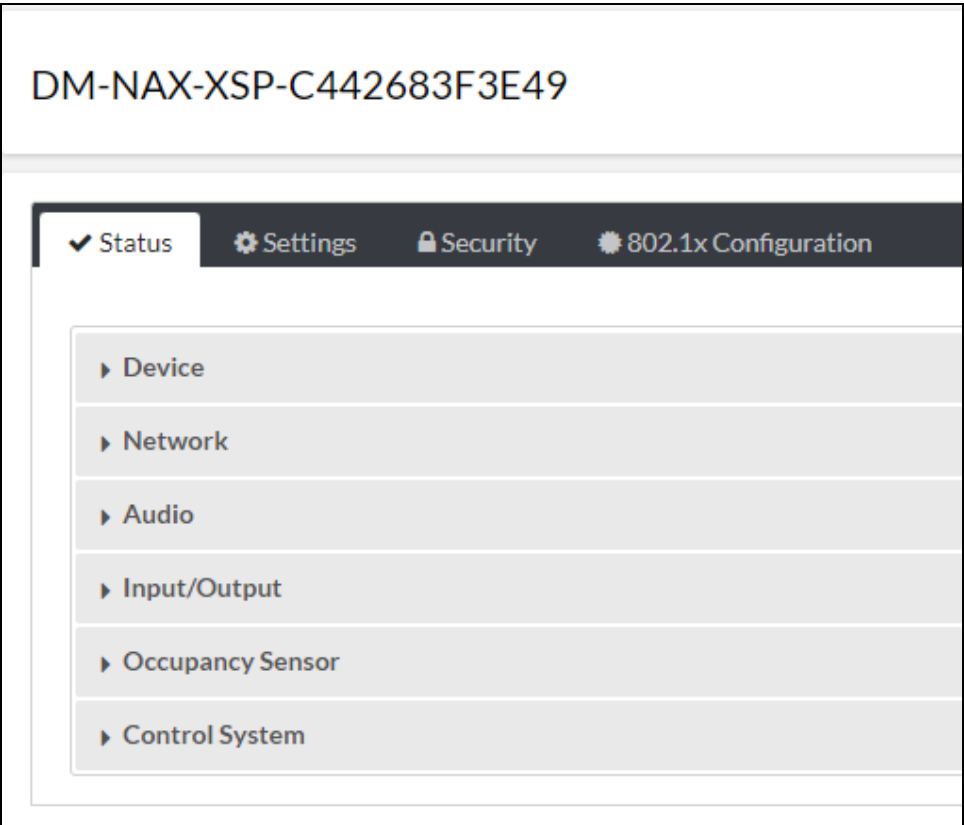 DM-NAX-XSP-C442683F3E49
Status Settings Security 802.1x Configuration
Device
Network
Audio
Input/Output
Occupancy Sensor
Control System